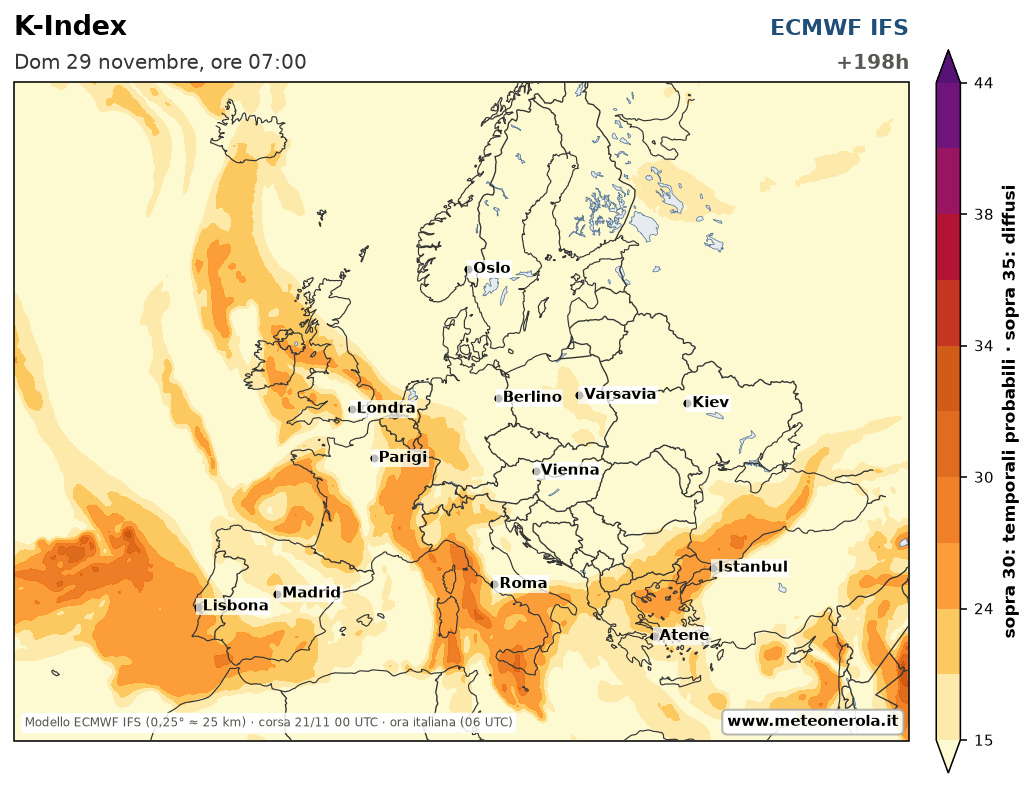 K-Index
ECMWF IFS
Dom 29 novembre, ore 07:00
+198h
44
38
34
30
24
15
sopra 30: temporali probabili · sopra 35: diffusi
Oslo
Berlino
Varsavia
Kiev
Londra
Parigi
Vienna
Istanbul
Roma
Madrid
Lisbona
Atene
Modello ECMWF IFS (0,25° ≈ 25 km) · corsa 21/11 00 UTC · ora italiana (06 UTC)
www.meteonerola.it